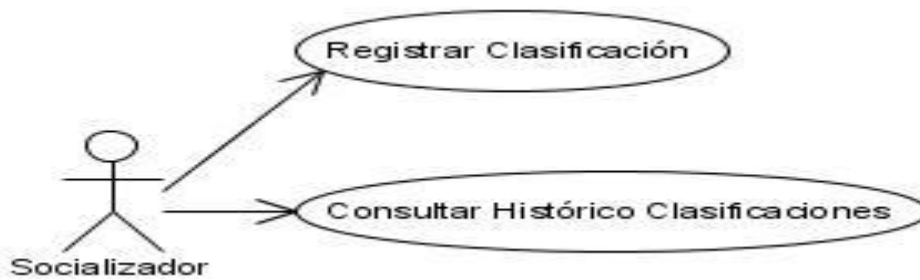 Registrar Clasificación
Consultar Histórico Clasificaciones
Socializador